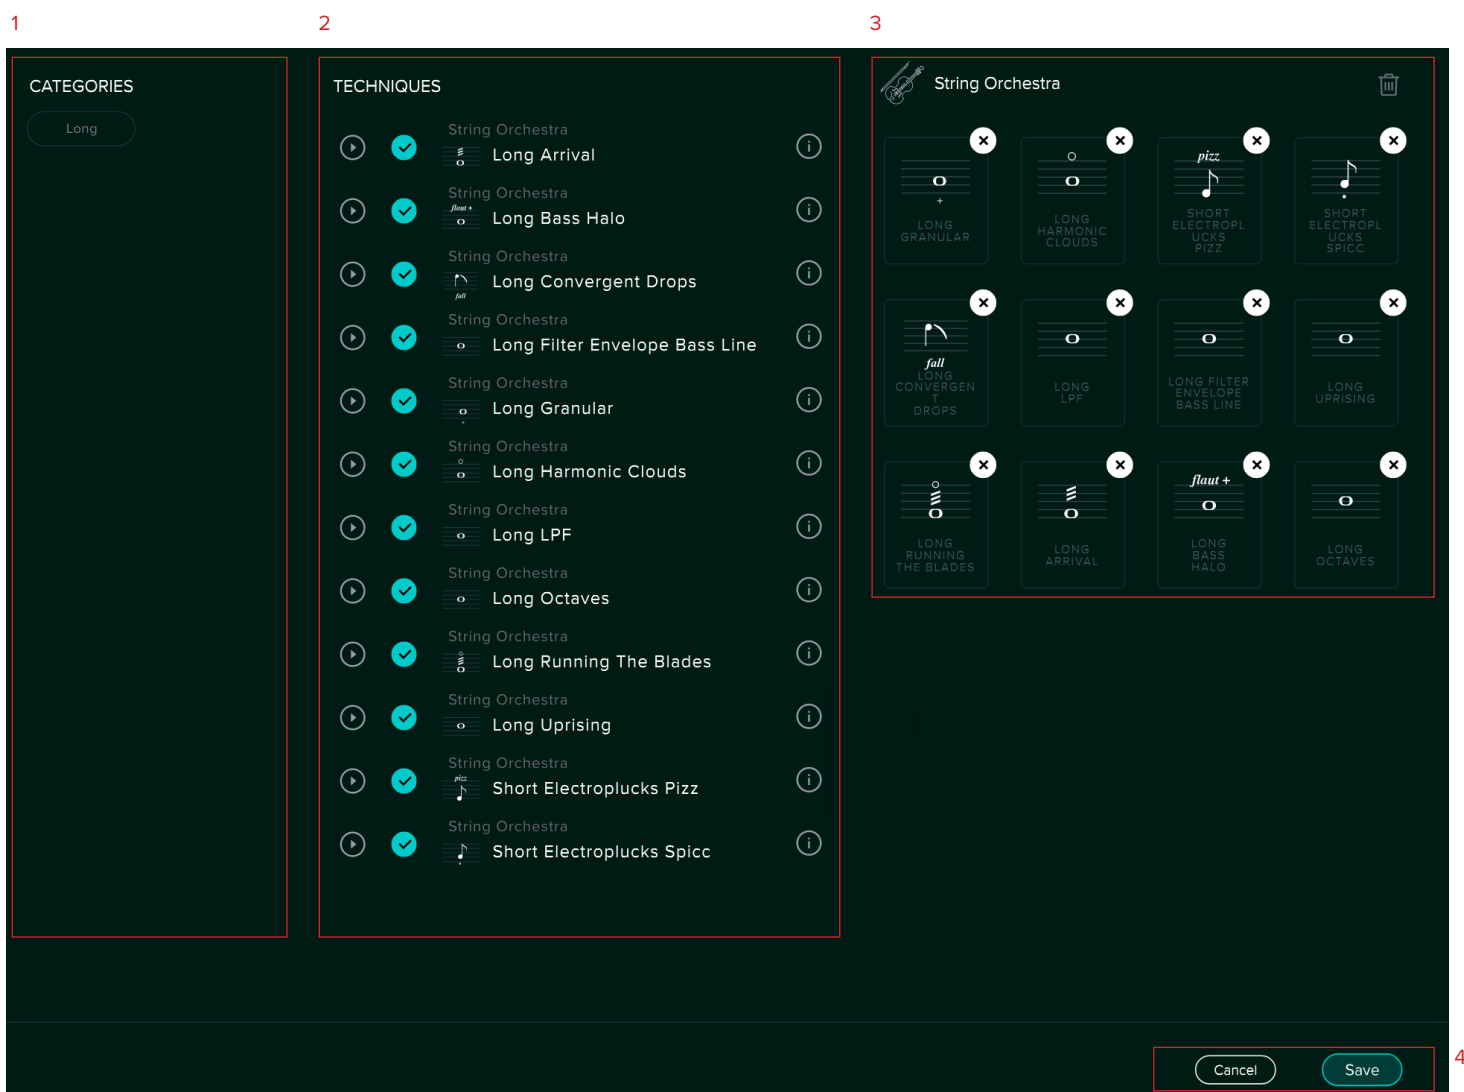 1
2
3
CATEGORIES
Long
TECHNIQUES
String Orchestra
Long Arrival
String Orchestra
flaut +
Long Bass Halo
String Orchestra
Long Convergent Drops
fall
String Orchestra
Long Filter Envelope Bass Line
String Orchestra
Long Granular
String Orchestra
Long Harmonic Clouds
String Orchestra
Long LPF
String Orchestra
Long Octaves
String Orchestra
Long Running The Blades
String Orchestra
Long Uprising
String Orchestra
pizz
Short Electroplucks Pizz
String Orchestra
Short Electroplucks Spicc
String Orchestra
LONG
GRANULAR
LONG
HARMONIC
CLOUDS
pizz
SHORT
ELECTROPL
UCKS
PIZZ
SHORT
ELECTROPL
UCKS
SPICC
fall
LONG
CONVERGEN
T
DROPS
LONG
LPF
LONG FILTER
ENVELOPE
BASS LINE
LONG
UPRISING
LONG
RUNNING
THE BLADES
LONG
ARRIVAL
flaut +
LONG
BASS
HALO
LONG
OCTAVES
Cancel
Save
4